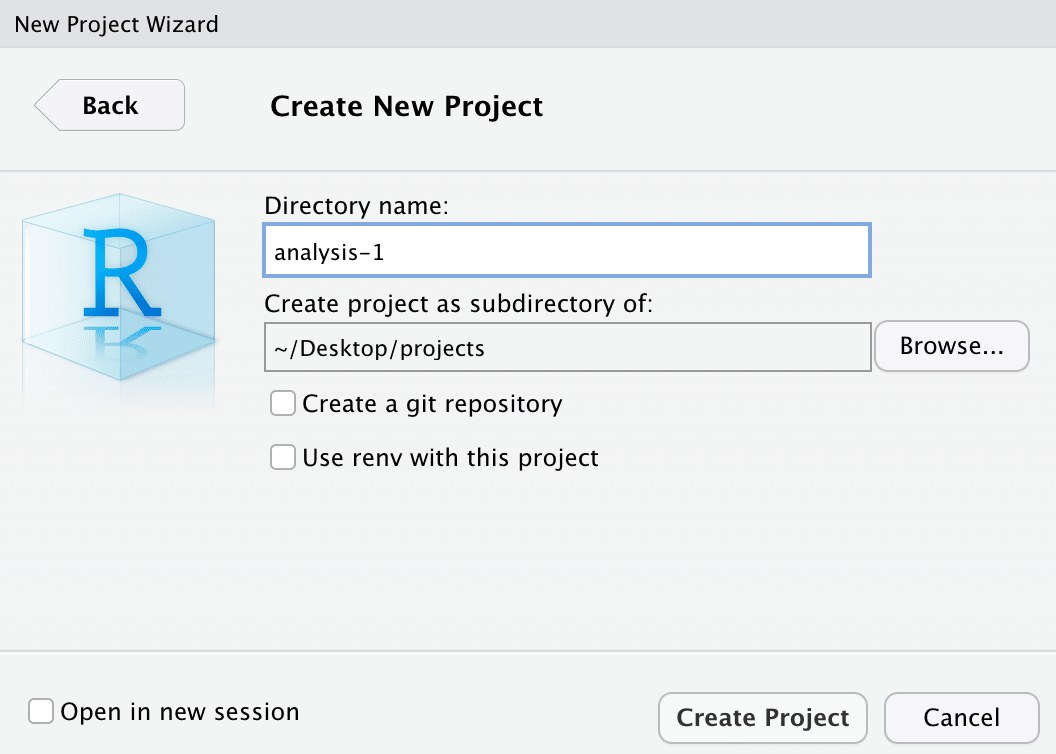 New Project Wizard
Back
Create New Project
R
Directory name:
analysis-1
Create project as subdirectory of:
~/Desktop/projects
Browse...
Create a git repository
Use renv with this project
Open in new session
Create Project
Cancel